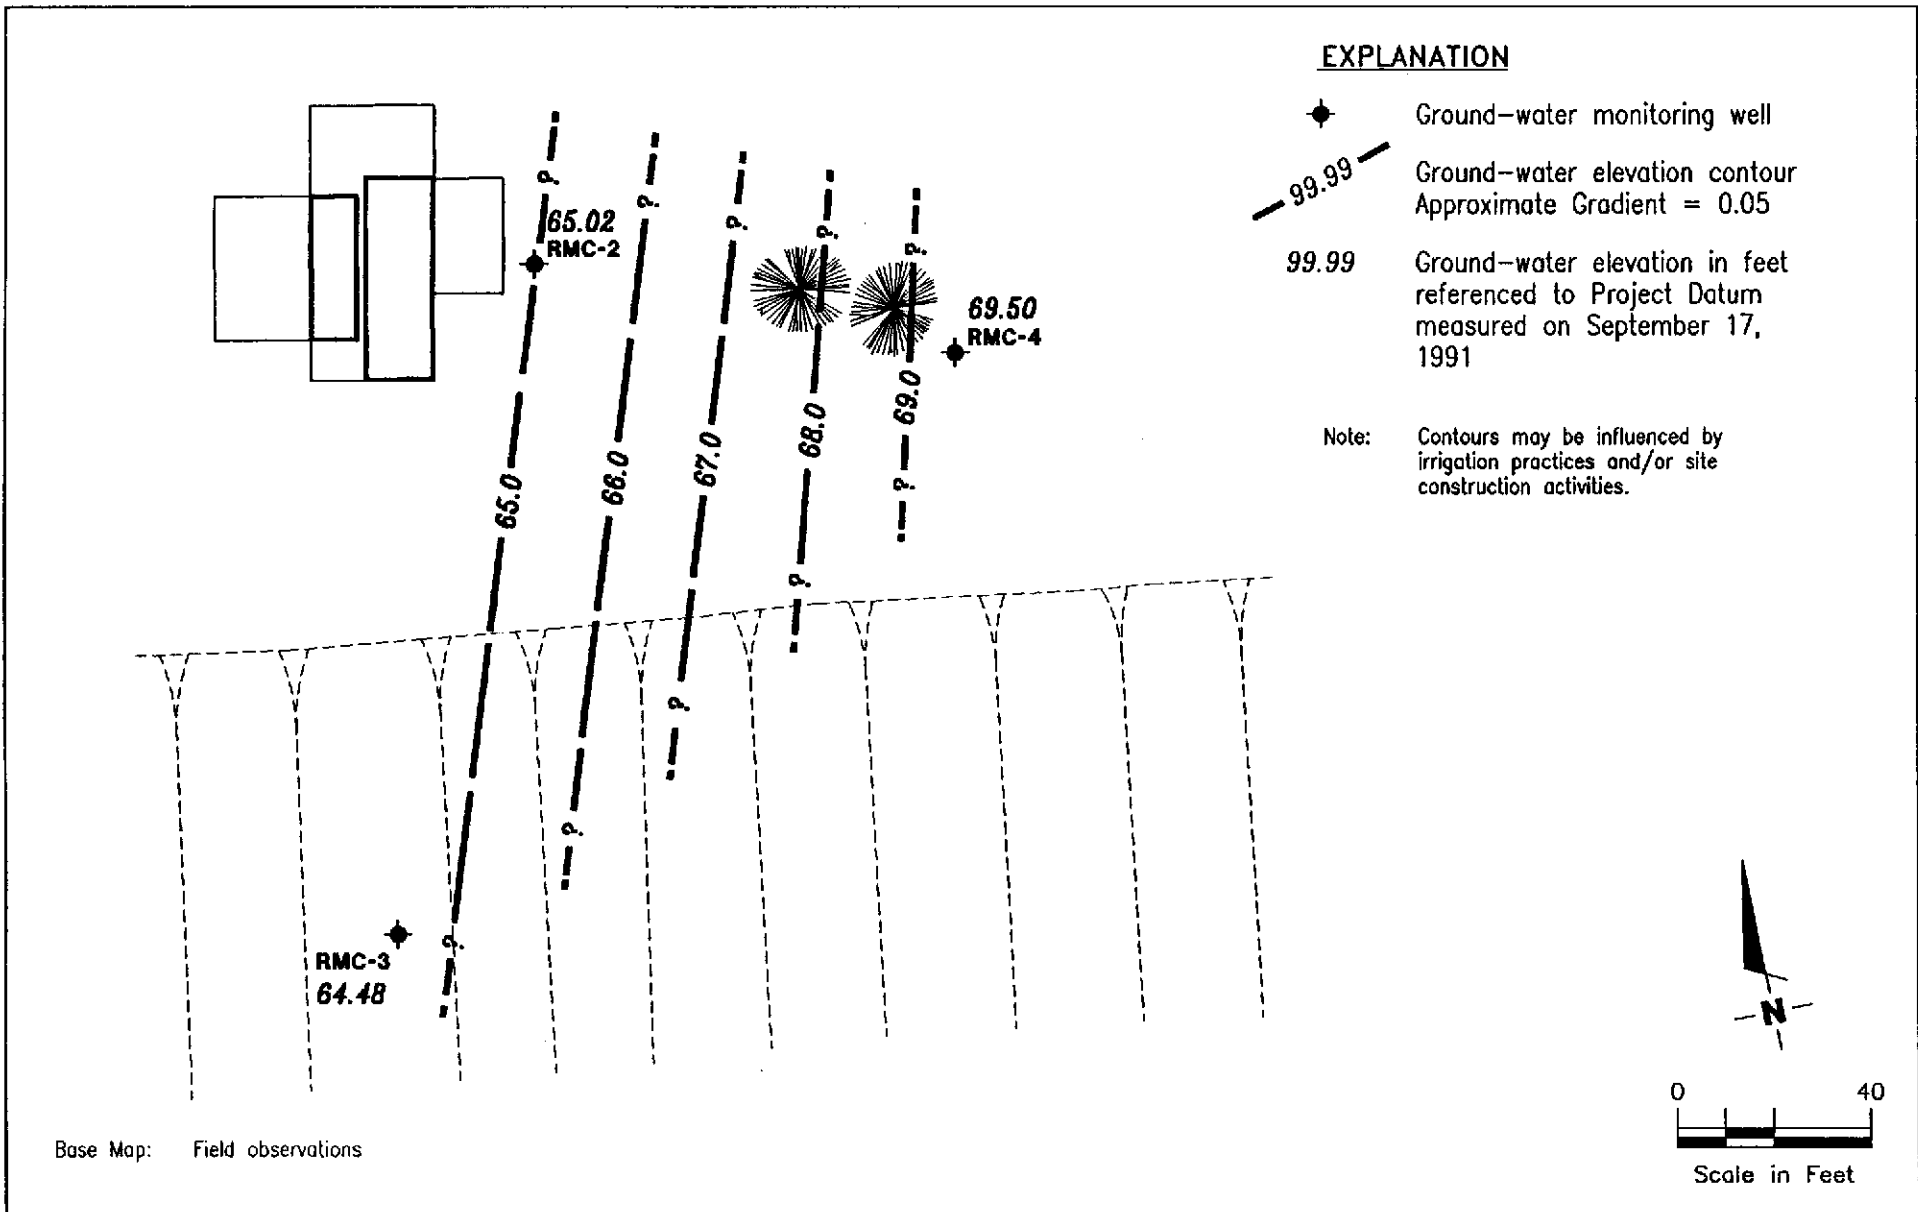 EXPLANATION
Ground-water monitoring well
99.99
Ground-water elevation contour
Approximate Gradient = 0.05
99.99
Ground-water elevation in feet
referenced to Project Datum
measured on September 17,
1991
Note:
Contours may be influenced by
irrigation practices and/or site
construction activities.
?
?
?
?
?
65.02
RMC-2
69.50
RMC-4
65.0
66.0
67.0
68.0
69.0
?
?
?
?
?
RMC-3
64.48
N
0 40
Scale in Feet
Base Map: Field observations